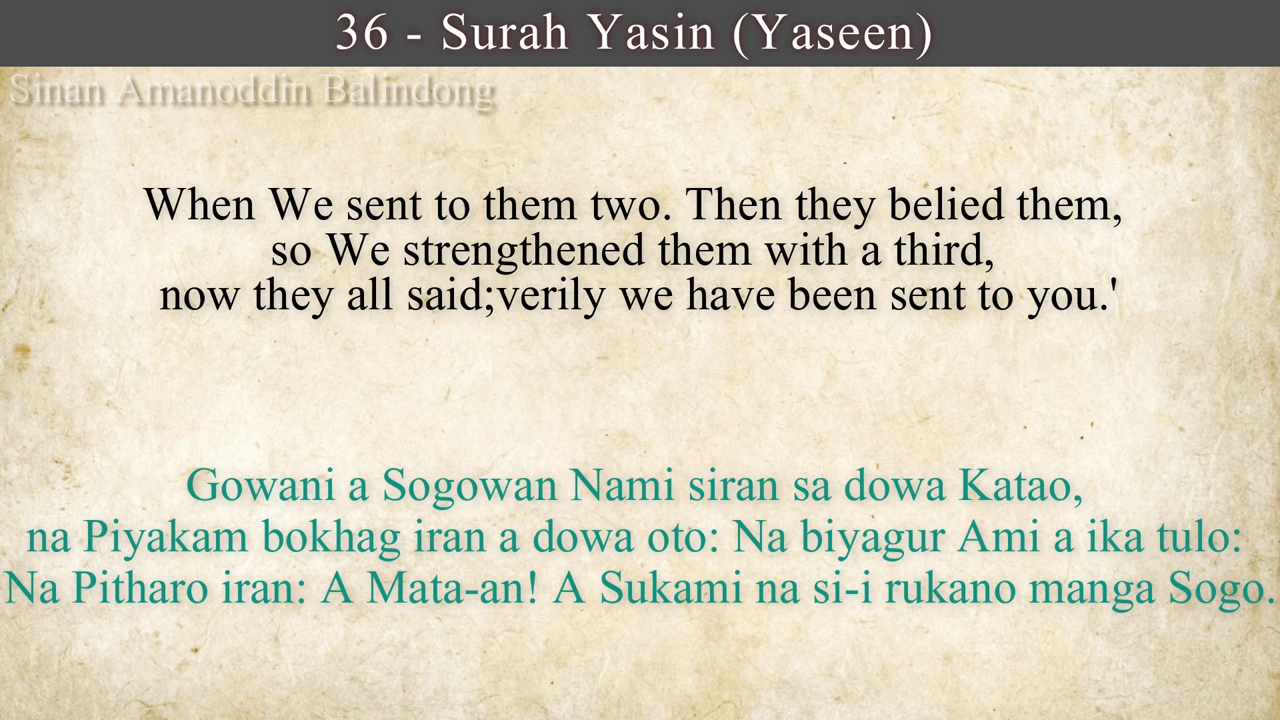 36 - Surah Yasin (Yaseen)
Sinan Amanoddin Balindong
When We sent to them two. Then they belied them,
so We strengthened them with a third,
now they all said;verily we have been sent to you.'
Gowani a Sogowan Nami siran sa dowa Katao,
na Piyakam bokhag iran a dowa oto: Na biyagur Ami a ika tulo:
Na Pitharo iran: A Mata-an! A Sukami na si-i rukano manga Sogo.